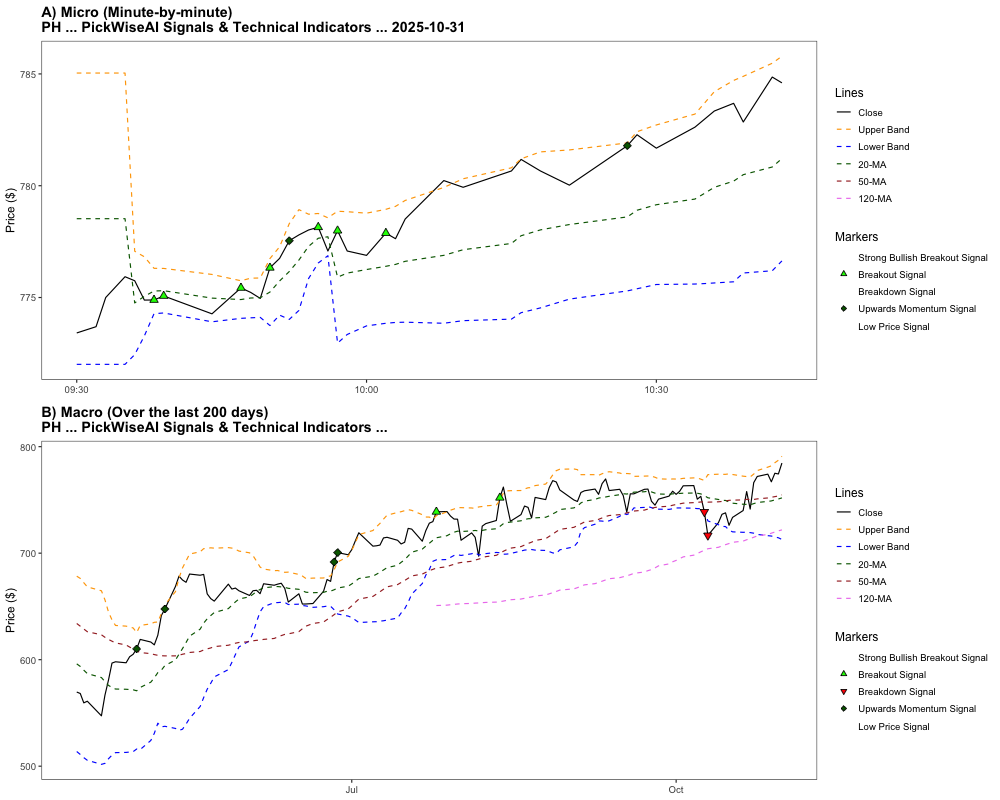 A) Micro (Minute-by-minute)
PH ... PickWiseAI Signals & Technical Indicators ... 2025-10-31
785
780
775
Price ($)
09:30
10:00
10:30
Lines
Close
Upper Band
Lower Band
20-MA
50-MA
120-MA
Markers
Strong Bullish Breakout Signal
Breakout Signal
Breakdown Signal
Upwards Momentum Signal
Low Price Signal
B) Macro (Over the last 200 days)
PH ... PickWiseAI Signals & Technical Indicators ...
800
700
600
500
Price ($)
Jul
Oct
Lines
Close
Upper Band
Lower Band
20-MA
50-MA
120-MA
Markers
Strong Bullish Breakout Signal
Breakout Signal
Breakdown Signal
Upwards Momentum Signal
Low Price Signal